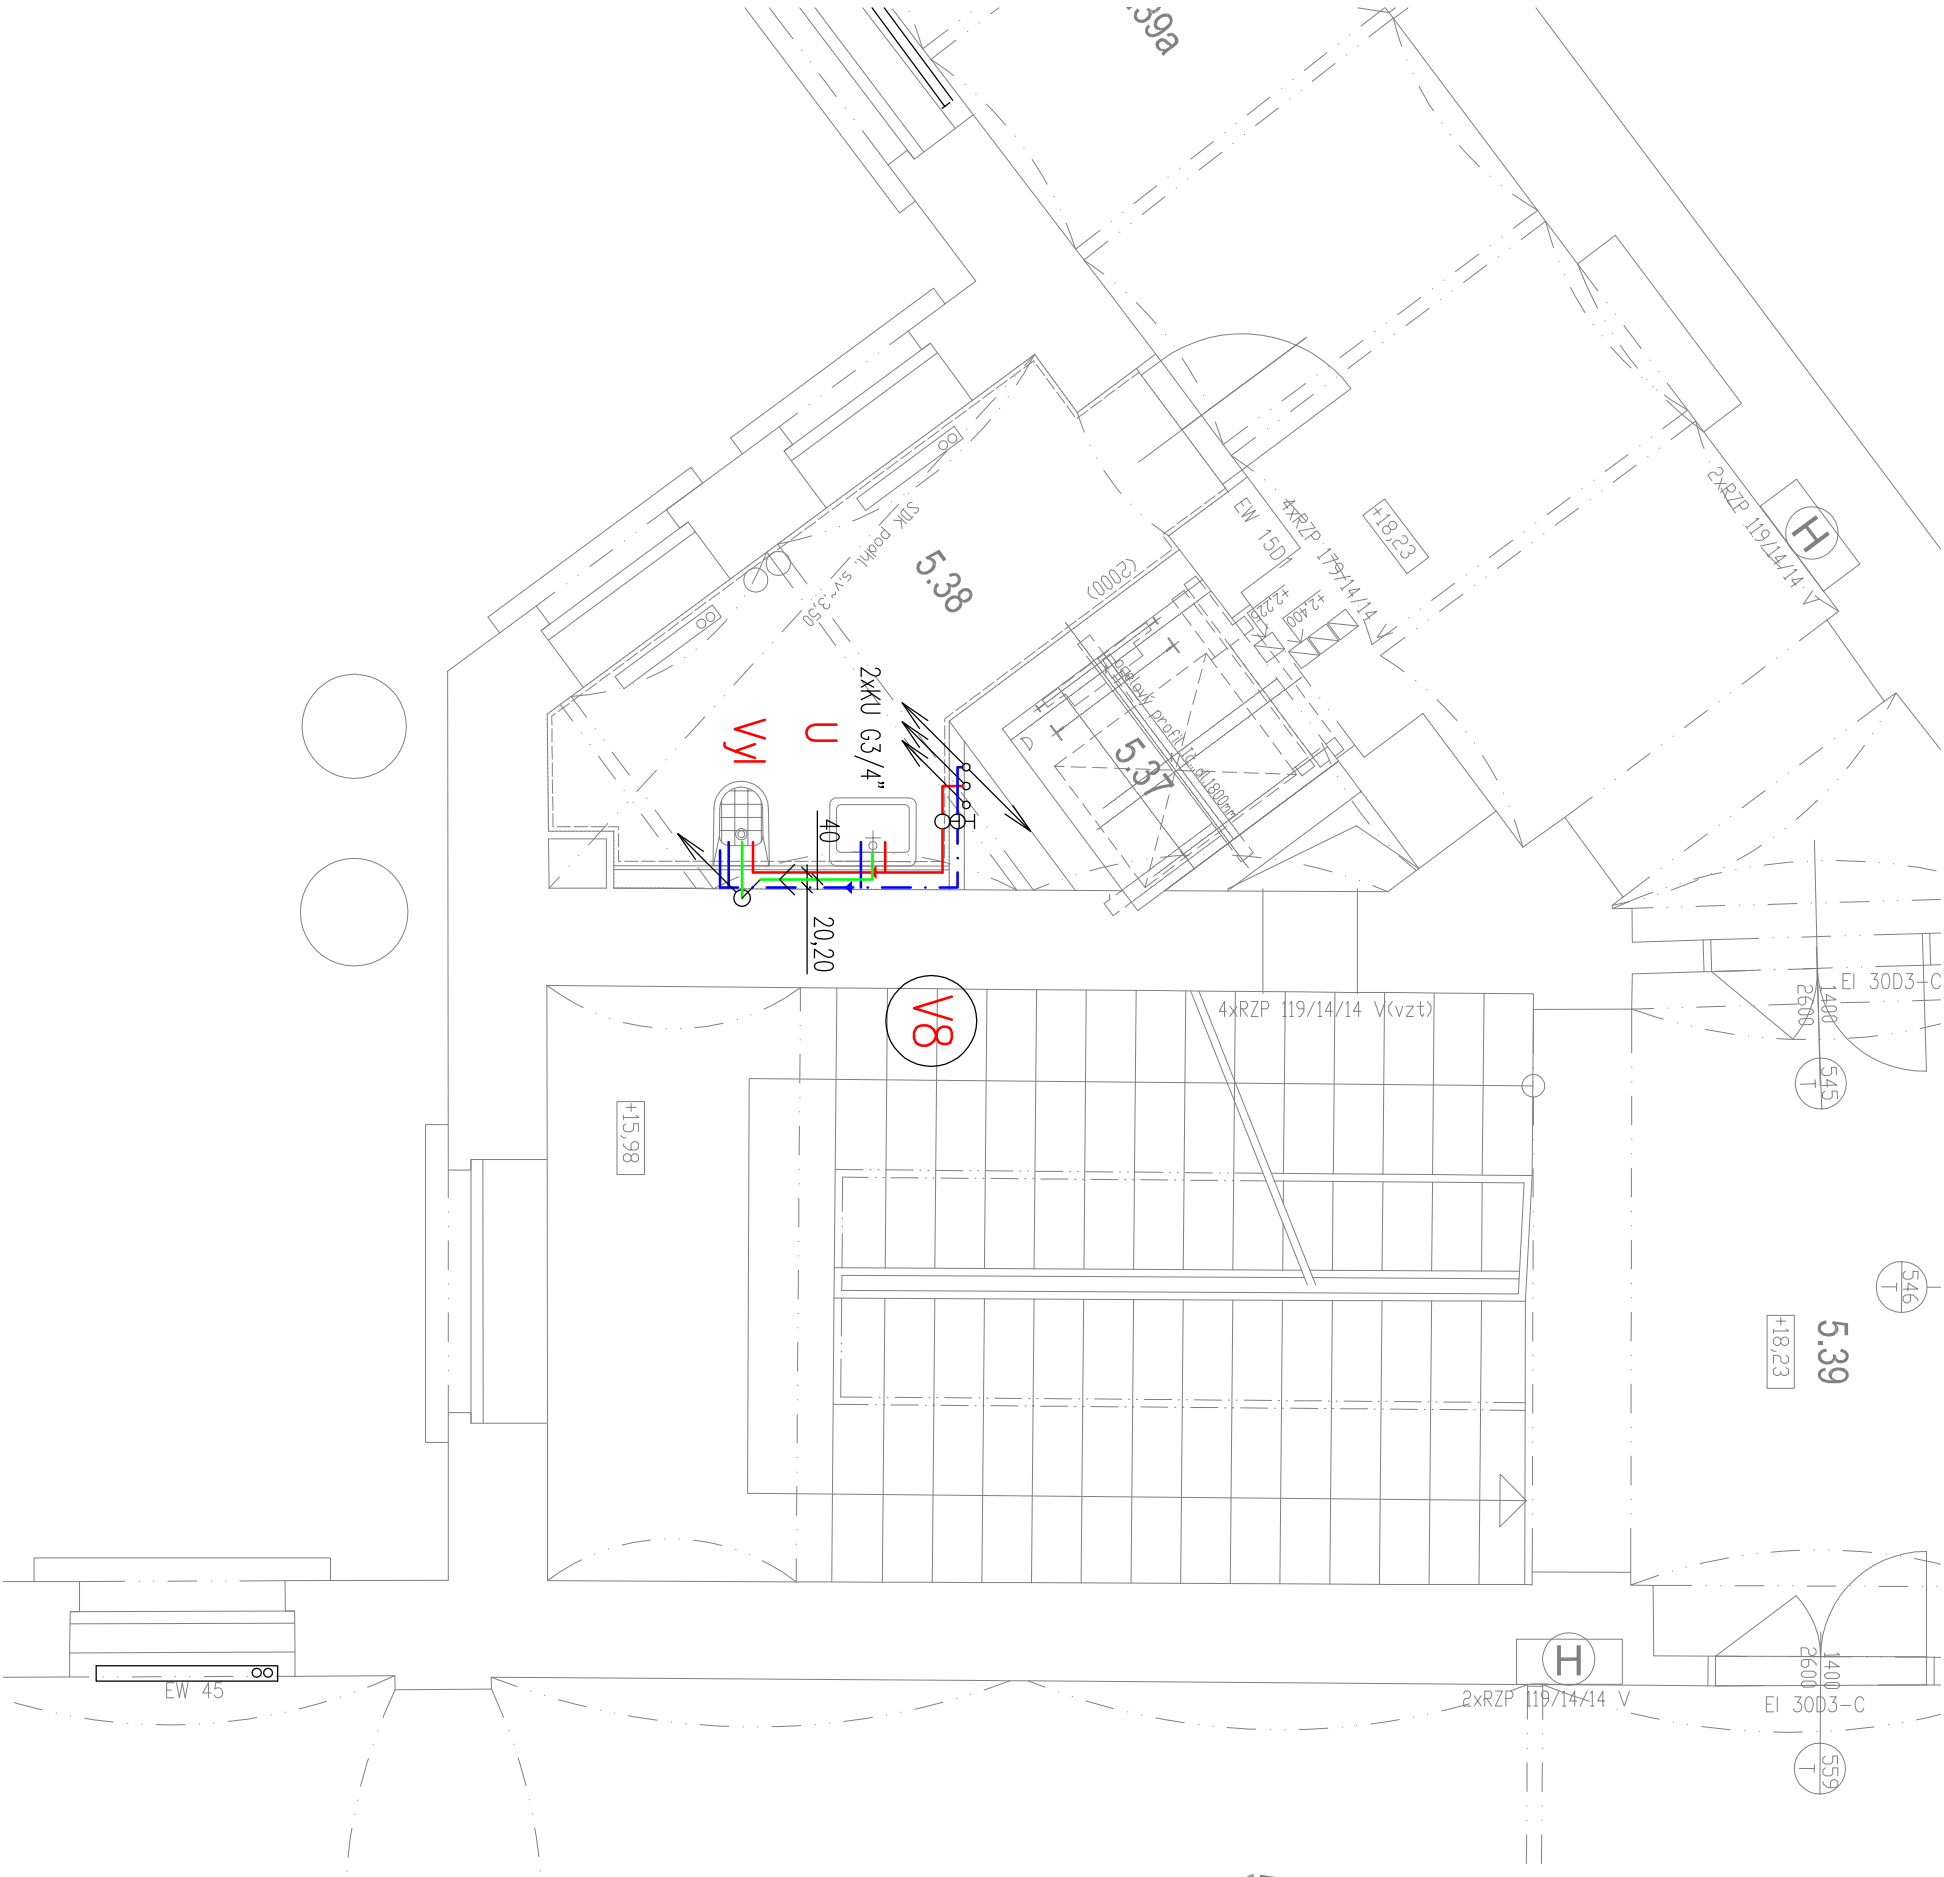 39a
2xRZP 119/14/14 V
H
+18,23
4xRZP 179/14/14 V
EW 15D1
+2,225
+2,400
(2000)
SDK podhl. s.v~3,50
5.38
5.37
2xKU G3/4"
U
Vyl
40
20,20
V8
4xRZP 119/14/14 V(vzt)
EI 30D3-C
1400
2600
545
T
+15,98
546
T
5.39
+18,23
H
2xRZP 119/14/14 V
1400
2600
EI 30D3-C
559
T
EW 45